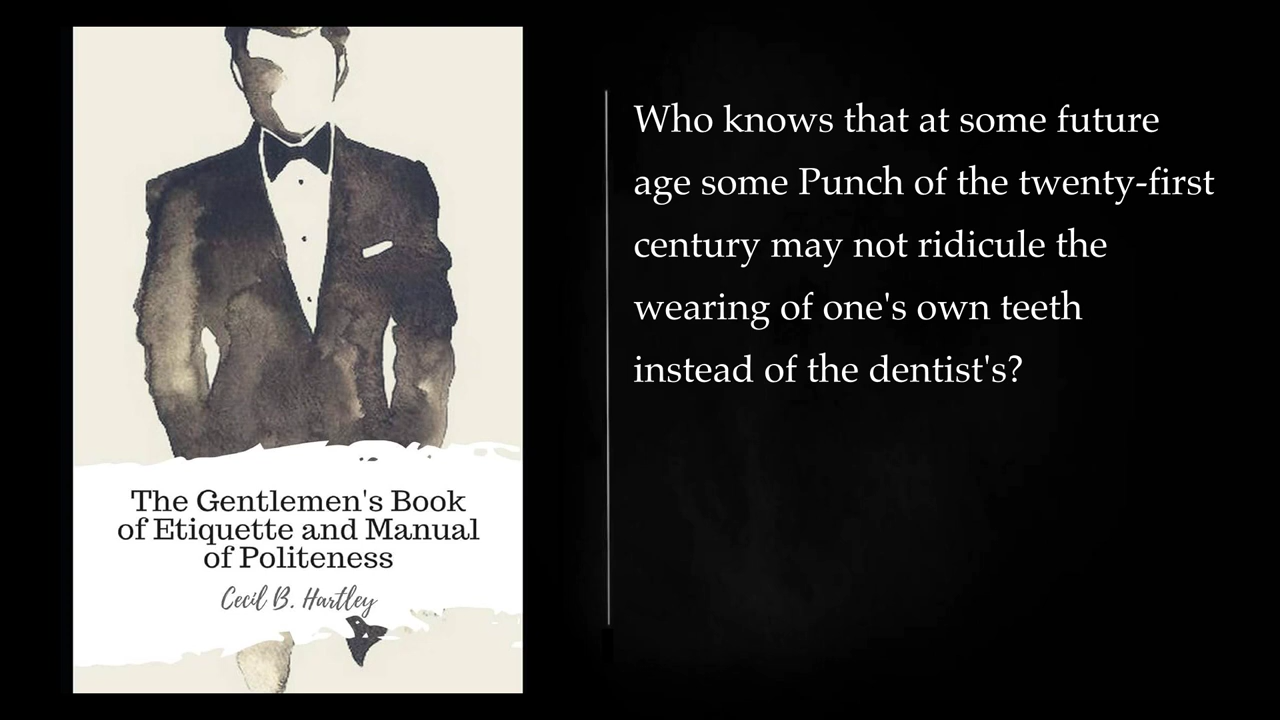 The Gentlemen's Book
of Etiquette and Manual
of Politeness
Cecil B. Hartley
Who knows that at some future
age some Punch of the twenty-first
century may not ridicule the
wearing of one's own teeth
instead of the dentist's?